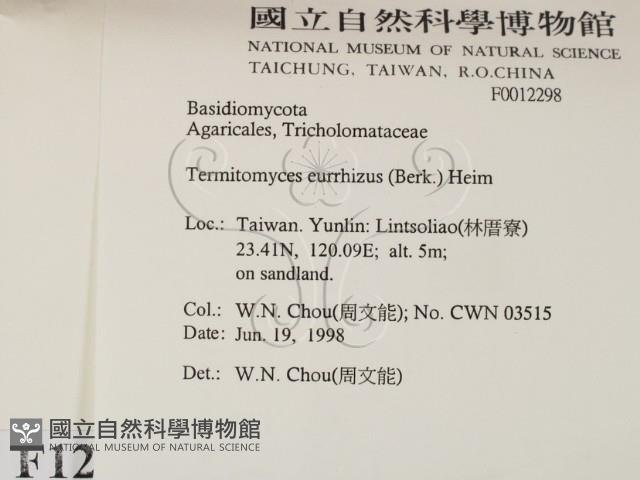 國立自然科學博物館
NATIONAL MUSEUM OF NATURAL SCIENCE
TAICHUNG, TAIWAN, R.O.CHINA
F0012298
Basidiomycota
Agaricales, Tricholomataceae
Termitomyces eurrhizus (Berk.) Heim
Loc.: Taiwan. Yunlin: Lintsoliao(林厝寮)
23.41N, 120.09E; alt. 5m;
on sandland.
Col.: W.N. Chou(周文能); No. CWN 03515
Date: Jun. 19, 1998
Det.: W.N. Chou(周文能)
國立自然科學博物館
NATIONAL MUSEUM OF NATURAL SCIENCE
F12